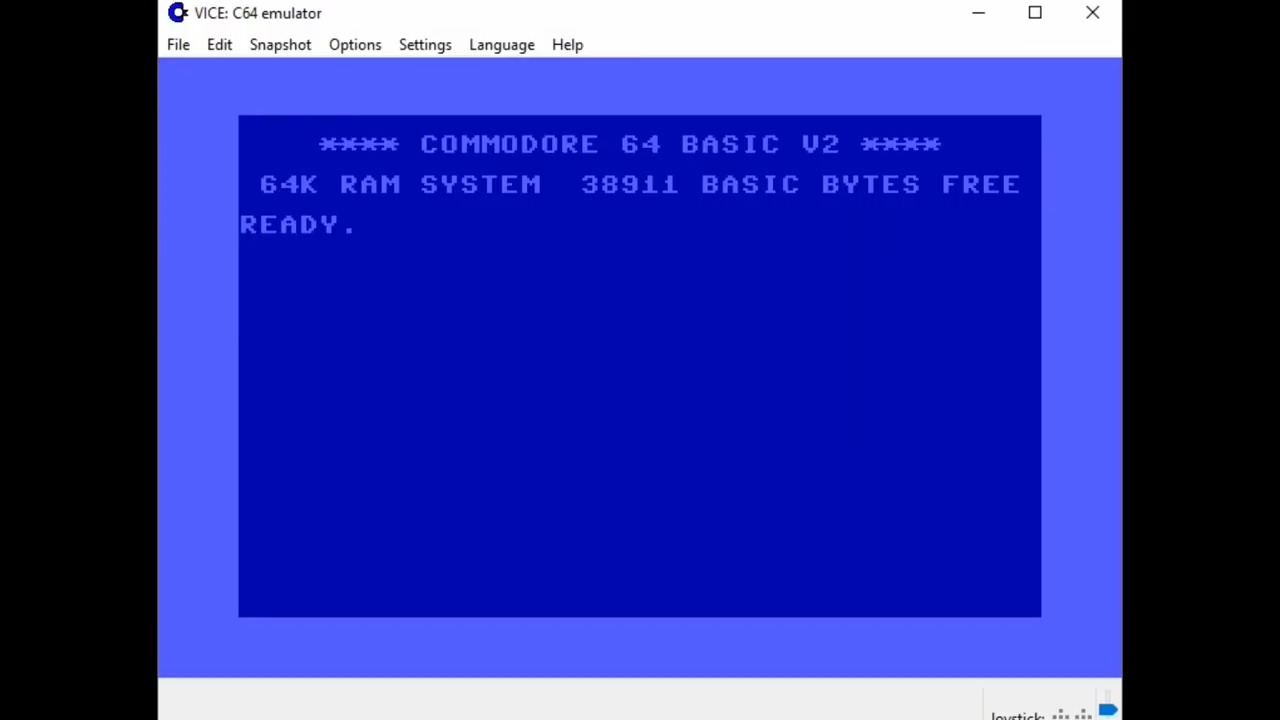 VICE: C64 emulator
File Edit Snapshot Options Settings Language Help
**** COMMODORE 64 BASIC V2 ****
64K RAM SYSTEM  38911 BASIC BYTES FREE
READY.
Joystick: